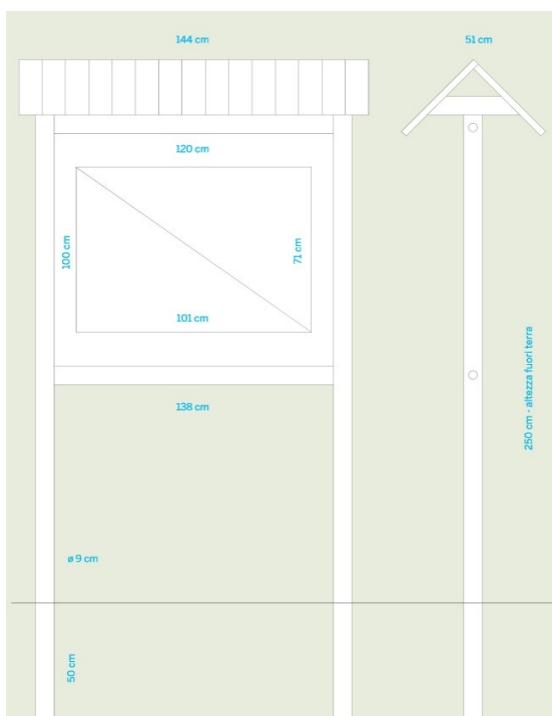 144 cm
51 cm
120 cm
100 cm
71 cm
101 cm
250 cm - altezza fuori terra
138 cm
ø 9 cm
50 cm